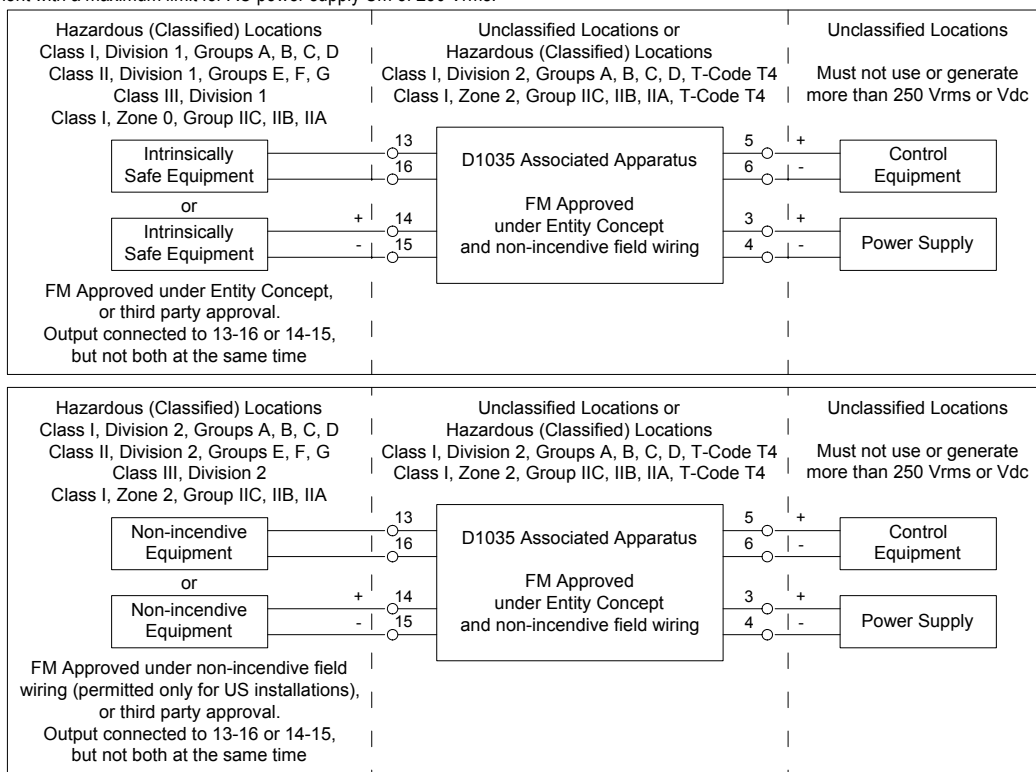 ment with a maximum limit for AC power supply Um of 250 Vrms.
Hazardous (Classified) Locations
Class I, Division 1, Groups A, B, C, D
Class II, Division 1, Groups E, F, G
Class III, Division 1
Class I, Zone 0, Group IIC, IIB, IIA
Unclassified Locations or
Hazardous (Classified) Locations
Class I, Division 2, Groups A, B, C, D, T-Code T4
Class I, Zone 2, Group IIC, IIB, IIA, T-Code T4
Unclassified Locations
Must not use or generate
more than 250 Vrms or Vdc
Intrinsically
Safe Equipment
or
Intrinsically
Safe Equipment
+
-
13
16
14
15
D1035 Associated Apparatus
FM Approved
under Entity Concept
and non-incendive field wiring
5
6
3
4
+
-
+
-
Control
Equipment
Power Supply
FM Approved under Entity Concept,
or third party approval.
Output connected to 13-16 or 14-15,
but not both at the same time
Hazardous (Classified) Locations
Class I, Division 2, Groups A, B, C, D
Class II, Division 2, Groups E, F, G
Class III, Division 2
Class I, Zone 2, Group IIC, IIB, IIA
Unclassified Locations or
Hazardous (Classified) Locations
Class I, Division 2, Groups A, B, C, D, T-Code T4
Class I, Zone 2, Group IIC, IIB, IIA, T-Code T4
Unclassified Locations
Must not use or generate
more than 250 Vrms or Vdc
Non-incendive
Equipment
or
Non-incendive
Equipment
+
-
13
16
14
15
D1035 Associated Apparatus
FM Approved
under Entity Concept
and non-incendive field wiring
5
6
3
4
+
-
+
-
Control
Equipment
Power Supply
FM Approved under non-incendive field
wiring (permitted only for US installations),
or third party approval.
Output connected to 13-16 or 14-15,
but not both at the same time